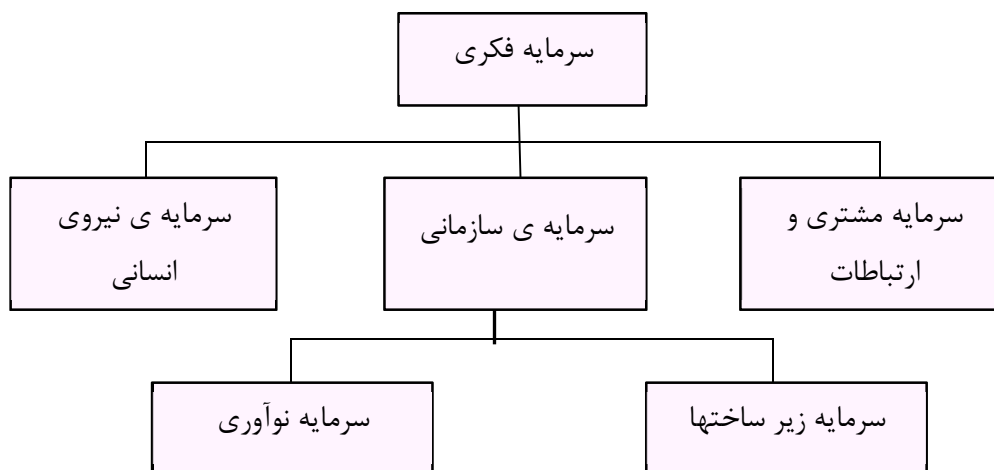 سرمایه فکری
سرمایه مشتری و
ارتباطات
سرمایه ی سازمانی
سرمایه ی نیروی
انسانی
سرمایه زیر ساختها
سرمایه نوآوری